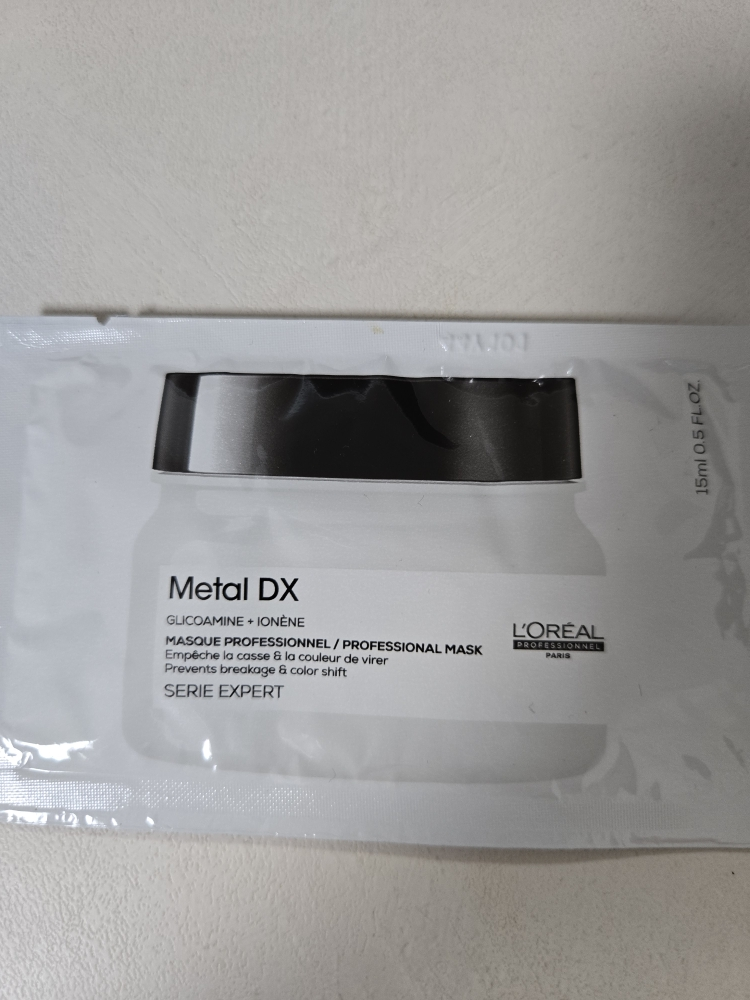 15ml 0.5 FL.OZ.
Metal DX
GLICOAMINE + IONÈNE
MASQUE PROFESSIONNEL / PROFESSIONAL MASK
Empêche la casse & la couleur de virer
Prevents breakage & color shift
SERIE EXPERT
L'ORÉAL
PROFESSIONNEL
PARIS